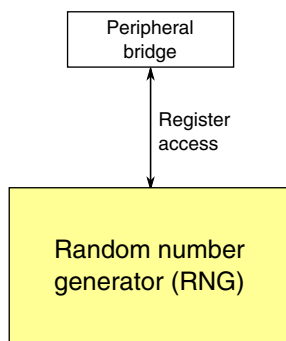 Peripheral
bridge
Register
access
Random number
generator (RNG)